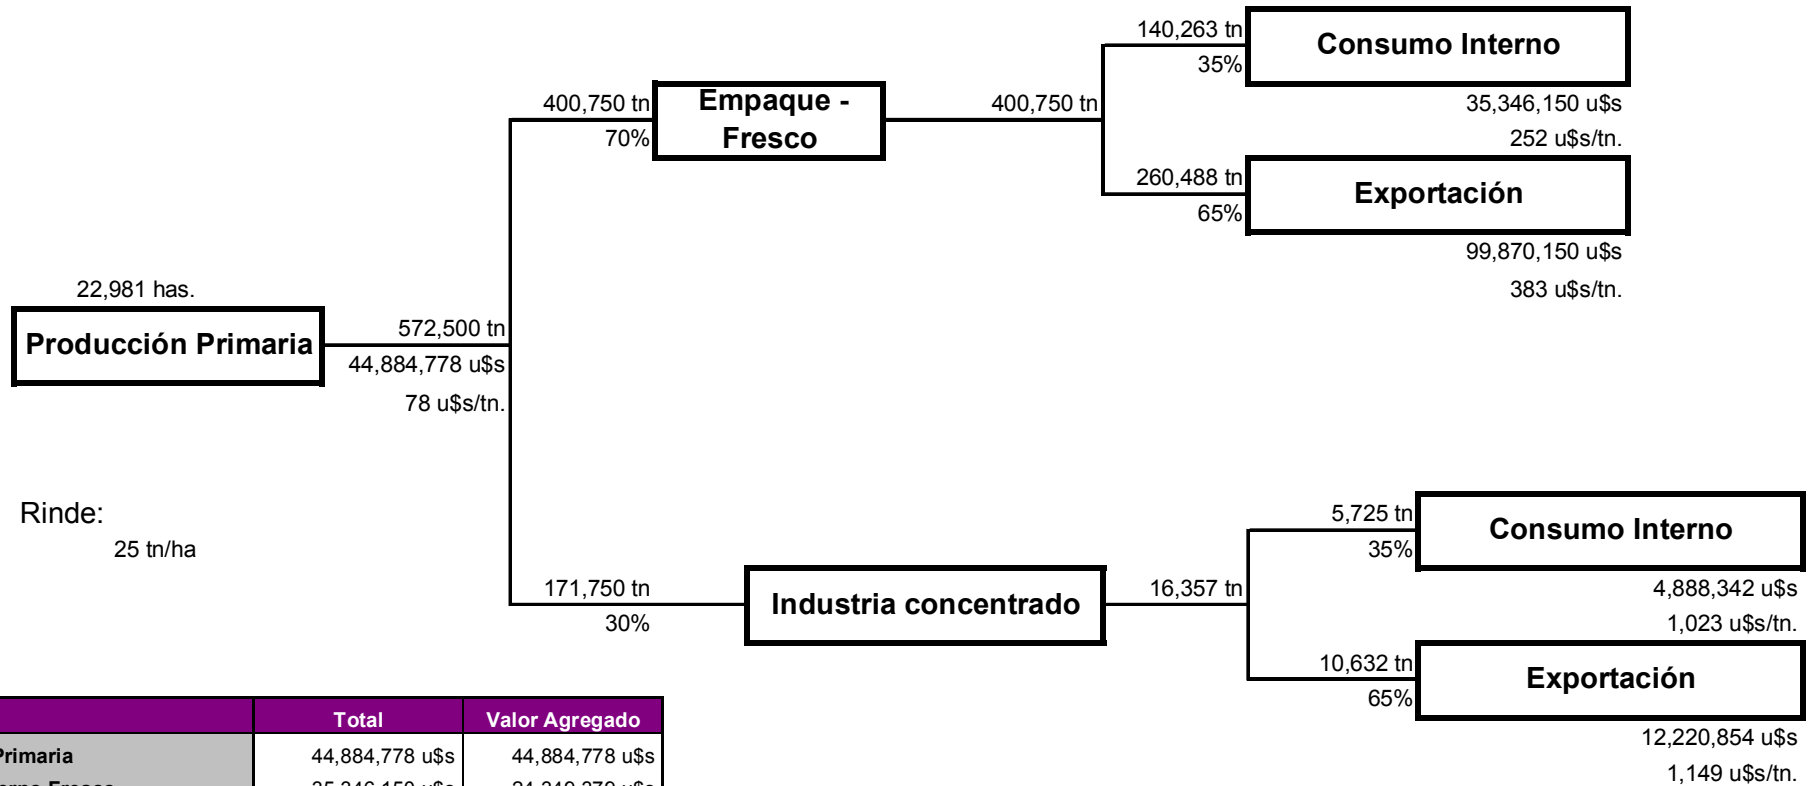 140,263 tn
35%
Consumo Interno
35,346,150 u$s
252 u$s/tn.
400,750 tn
70%
Empaque -
Fresco
400,750 tn
260,488 tn
65%
Exportación
99,870,150 u$s
383 u$s/tn.
22,981 has.
Producción Primaria
572,500 tn
44,884,778 u$s
78 u$s/tn.
Rinde:
25 tn/ha
171,750 tn
30%
Industria concentrado
16,357 tn
5,725 tn
35%
Consumo Interno
4,888,342 u$s
1,023 u$s/tn.
10,632 tn
65%
Exportación
12,220,854 u$s
1,149 u$s/tn.
Total Valor Agregado
Primaria 44,884,778 u$s 44,884,778 u$s
Fresco